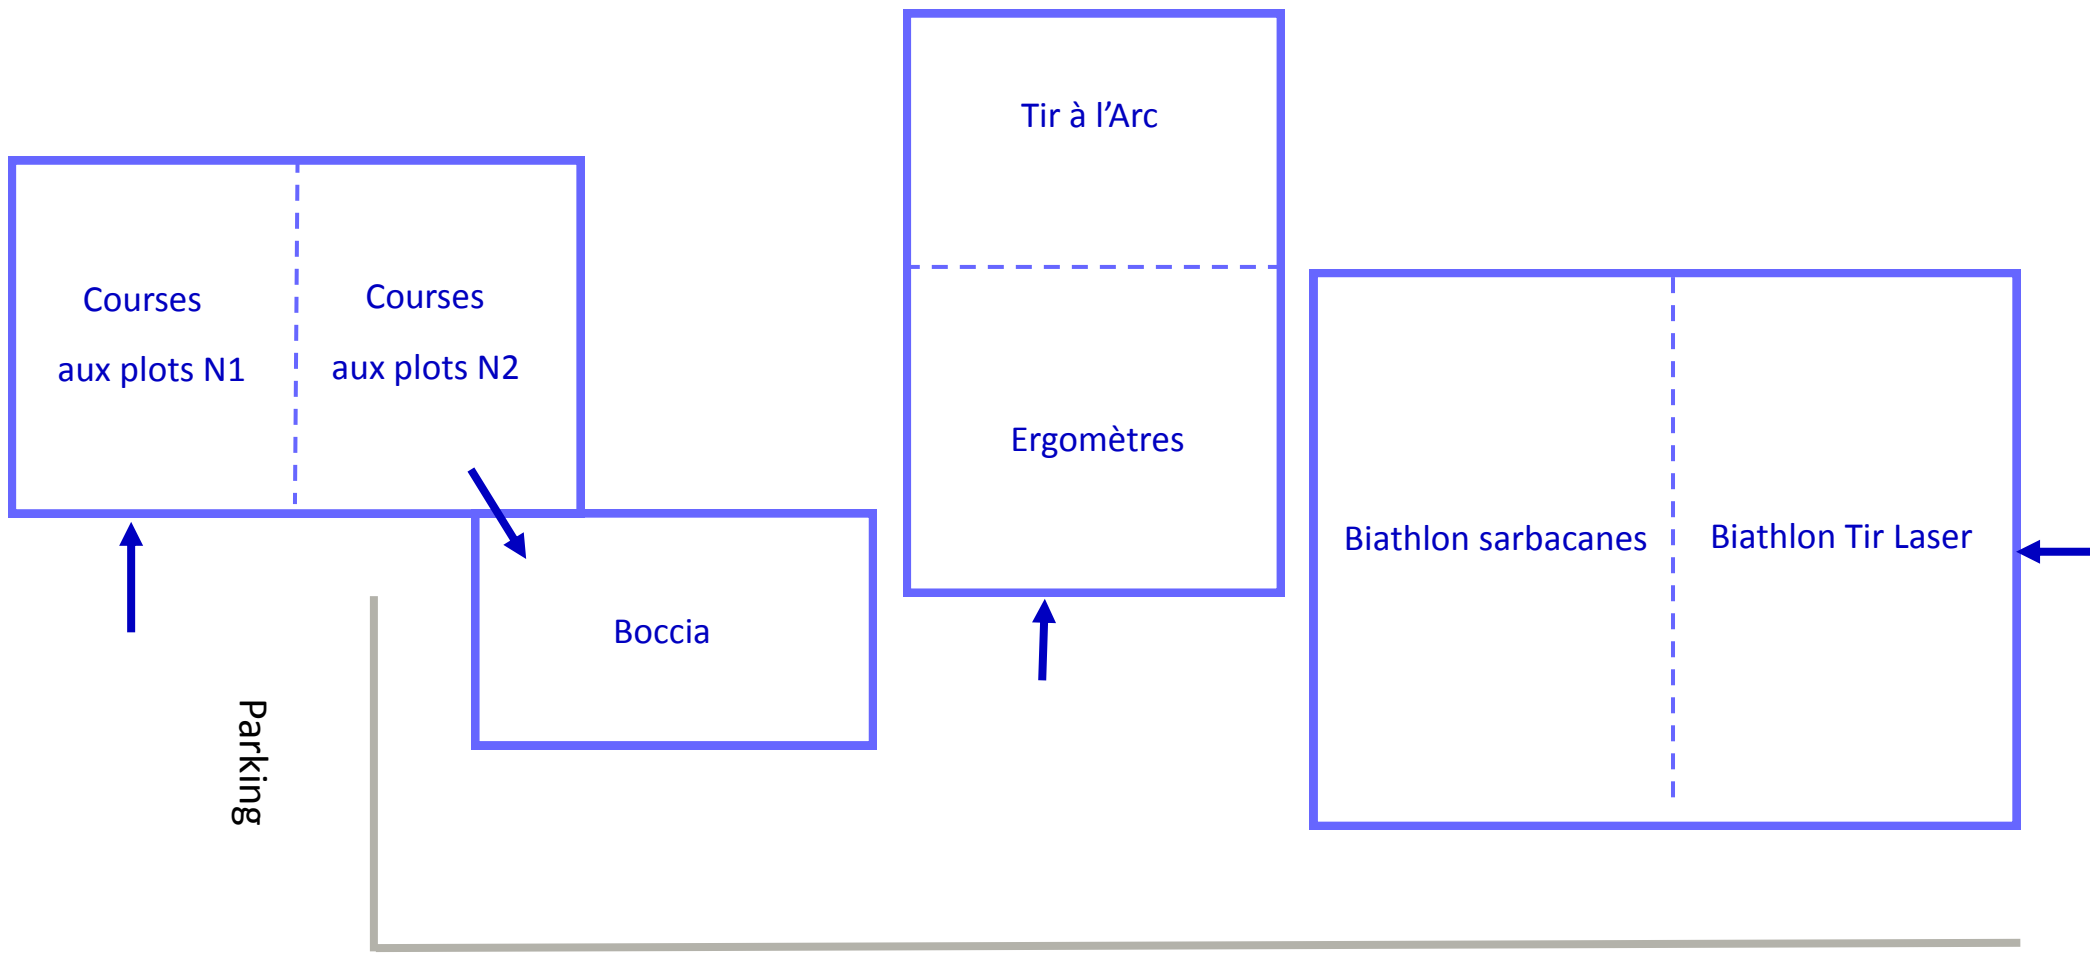 Tir à l’Arc
Courses
aux plots N1
Courses
aux plots N2
Ergomètres
Biathlon sarbacanes
Biathlon Tir Laser
Boccia
Parking